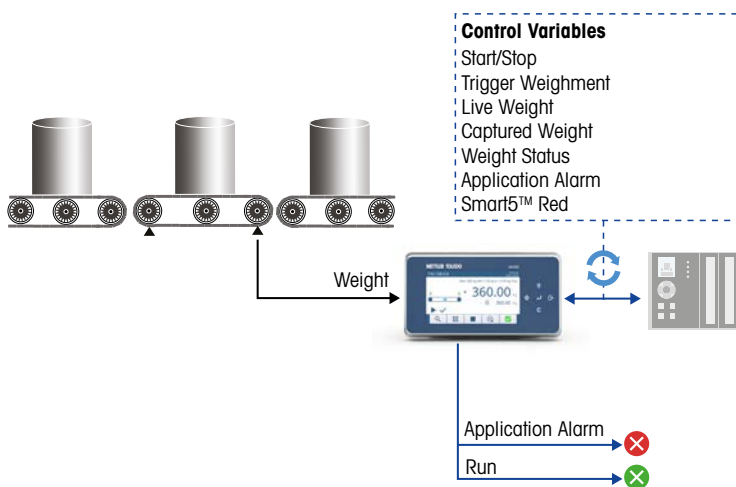 Control Variables
Start/Stop
Trigger Weighment
Live Weight
Captured Weight
Weight Status
Application Alarm
Smart5™ Red
Weight
METTLER TOLEDO
360.00
C
Application Alarm
Run